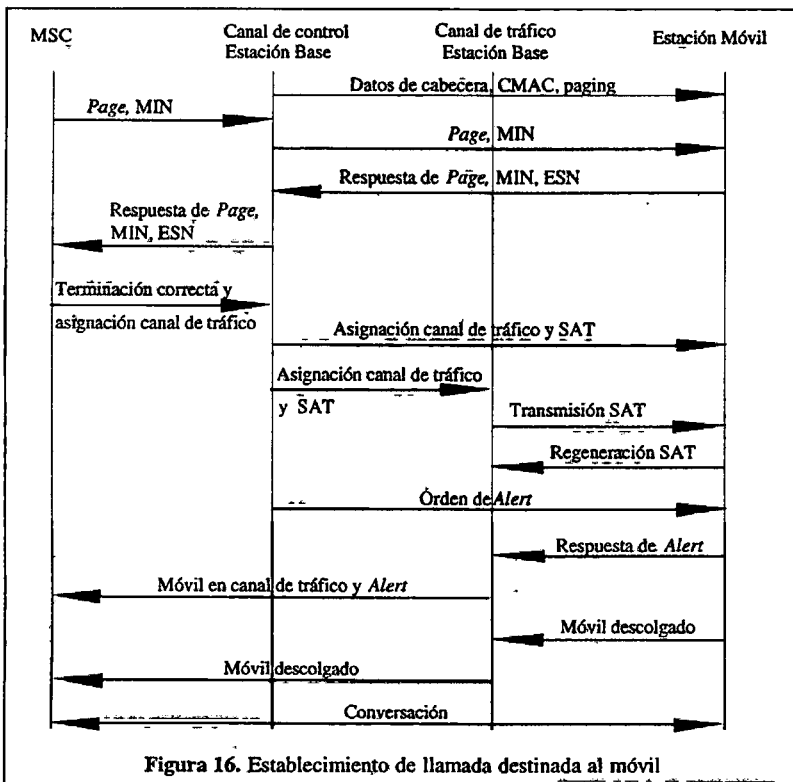 MSC
Canal de control
Estación Base
Canal de tráfico
Estación Base
Estación Móvil
Datos de cabecera, CMAC, paging
Page, MIN
Page, MIN
Respuesta de Page, MIN, ESN
Respuesta de Page,
MIN, ESN
Terminación correcta y
asignación canal de tráfico
Asignación canal de tráfico y SAT
Asignación canal de tráfico
y SAT
Transmisión SAT
Regeneración SAT
Órden de Alert
Respuesta de Alert
Móvil en canal de tráfico y Alert
Móvil descolgado
Móvil descolgado
Conversación
Figura 16. Establecimiento de llamada destinada al móvil